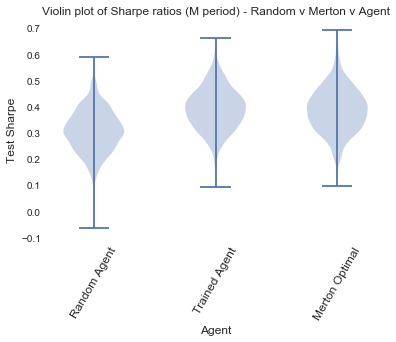 Violin plot of Sharpe ratios (M period) - Random v Merton v Agent
0.7
0.6
0.5
0.4
0.3
0.2
0.1
0.0
−0.1
Test Sharpe
Random Agent
Trained Agent
Merton Optimal
Agent